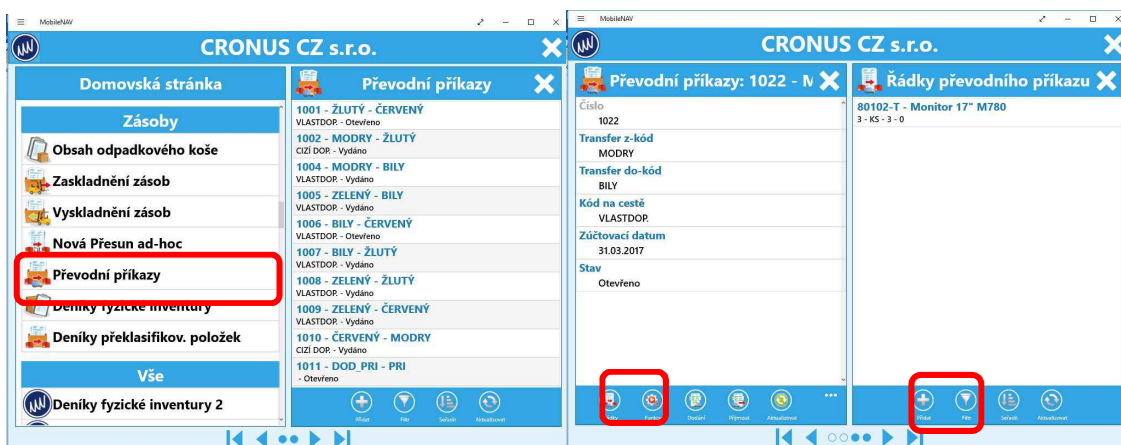 MobileNAV
CRONUS CZ s.r.o.
Domovská stránka
Zásoby
Obsah odpadkového koše
Zaskladnění zásob
Vyskladnění zásob
Nová Přesun ad-hoc
Převodní příkazy
Deníky fyzické inventury
Deníky překlasifikov. položek
Vše
Deníky fyzické inventury 2
Převodní příkazy
1001 - ŽLUTÝ - ČERVENÝ
VLASTDOP. - Otevřeno
1002 - MODRY - ŽLUTÝ
CIZÍ DOP. - Vydáno
1004 - MODRY - BILY
VLASTDOP. - Vydáno
1005 - ZELENÝ - BILY
VLASTDOP. - Vydáno
1006 - BILY - ČERVENÝ
VLASTDOP. - Otevřeno
1007 - BILY - ŽLUTÝ
VLASTDOP. - Vydáno
1008 - ZELENÝ - ŽLUTÝ
VLASTDOP. - Vydáno
1009 - ZELENÝ - ČERVENÝ
VLASTDOP. - Vydáno
1010 - ČERVENÝ - MODRY
CIZÍ DOP. - Vydáno
1011 - DOD_PRI - PRI
- Otevřeno
Přidat Filtr Seřadit Aktualizovat
MobileNAV
CRONUS CZ s.r.o.
Převodní příkazy: 1022 - M
Číslo
1022
Transfer z-kód
MODRY
Transfer do-kód
BILY
Kód na cestě
VLASTDOP.
Zúčtovací datum
31.03.2017
Stav
Otevřeno
Řádky Funkce Dodání Přijmout Aktualizovat
Řádky převodního příkazu
80102-T - Monitor 17" M780
3 - KS - 3 - 0
Přidat Filtr Seřadit Aktualizovat